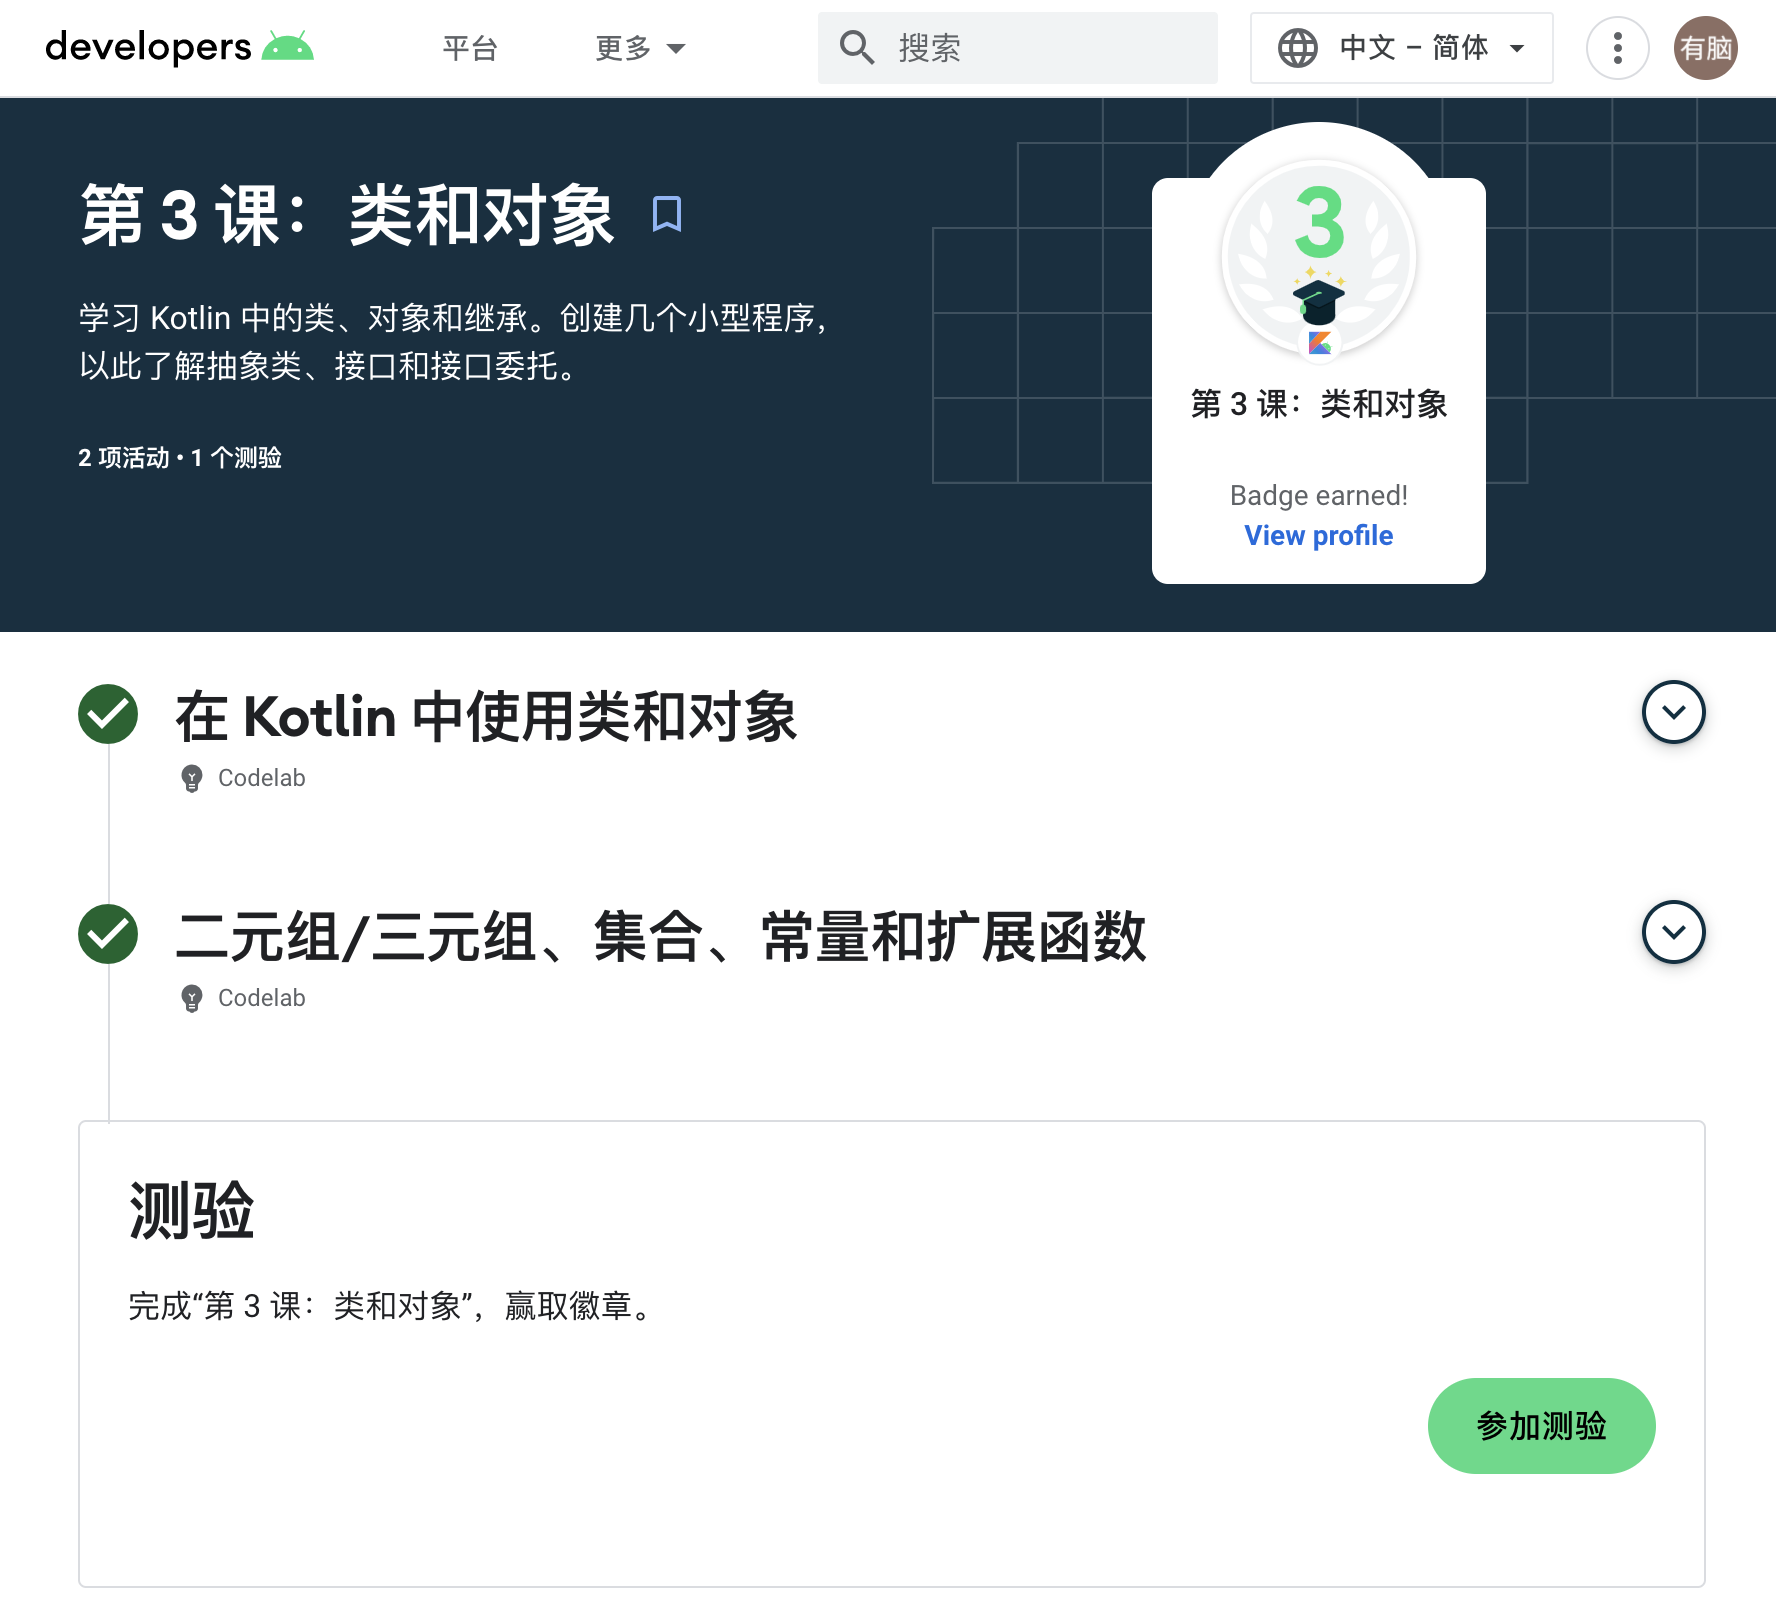 developers
平台
更多
搜索
中文 – 简体
有脑
第 3 课：类和对象
学习 Kotlin 中的类、对象和继承。创建几个小型程序，
以此了解抽象类、接口和接口委托。
2 项活动 • 1 个测验
3
第 3 课：类和对象
Badge earned!
View profile
在 Kotlin 中使用类和对象
Codelab
二元组/三元组、集合、常量和扩展函数
Codelab
测验
完成“第 3 课：类和对象”，赢取徽章。
参加测验